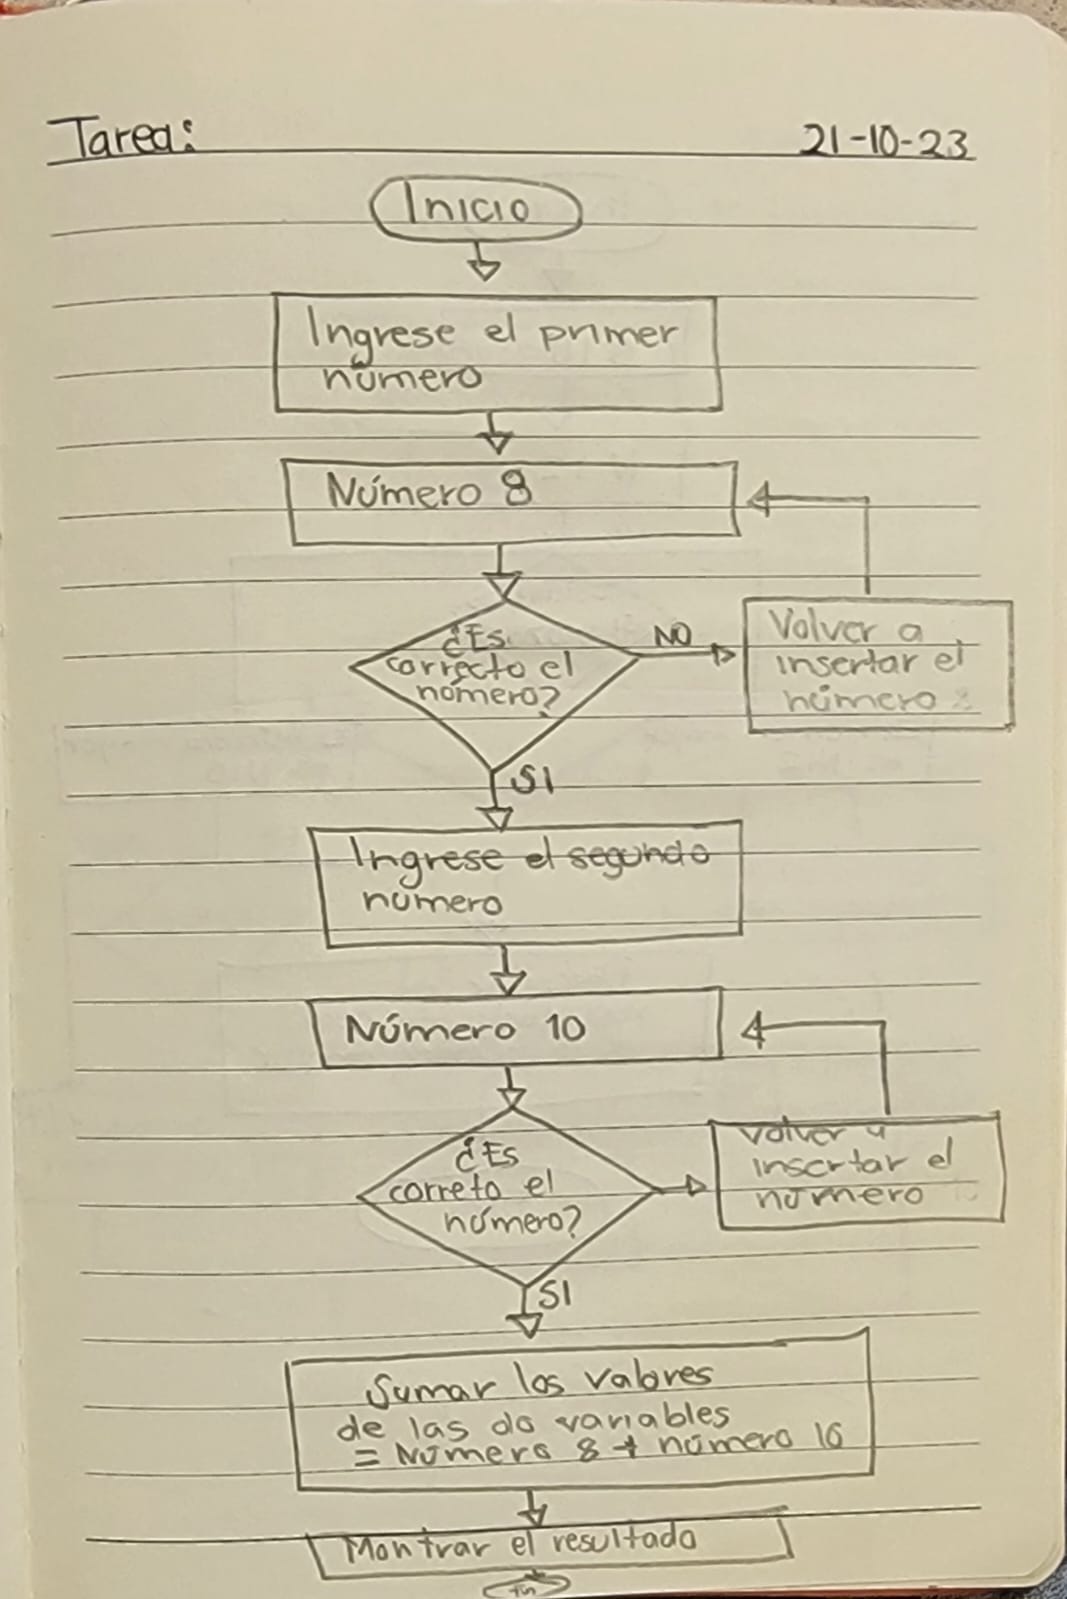 Tarea: 21-10-23
Inicio
Ingrese el primer
número
Número 8
¿Es
correcto el
número?
NO
Volver a
insertar el
número
SI
Ingrese el segundo
número
Número 10
¿Es
correto el
número?
Volver a
insertar el
número
SI
Sumar los valores
de las do variables
= Número 8 + número 10
Montrar el resultado
fin